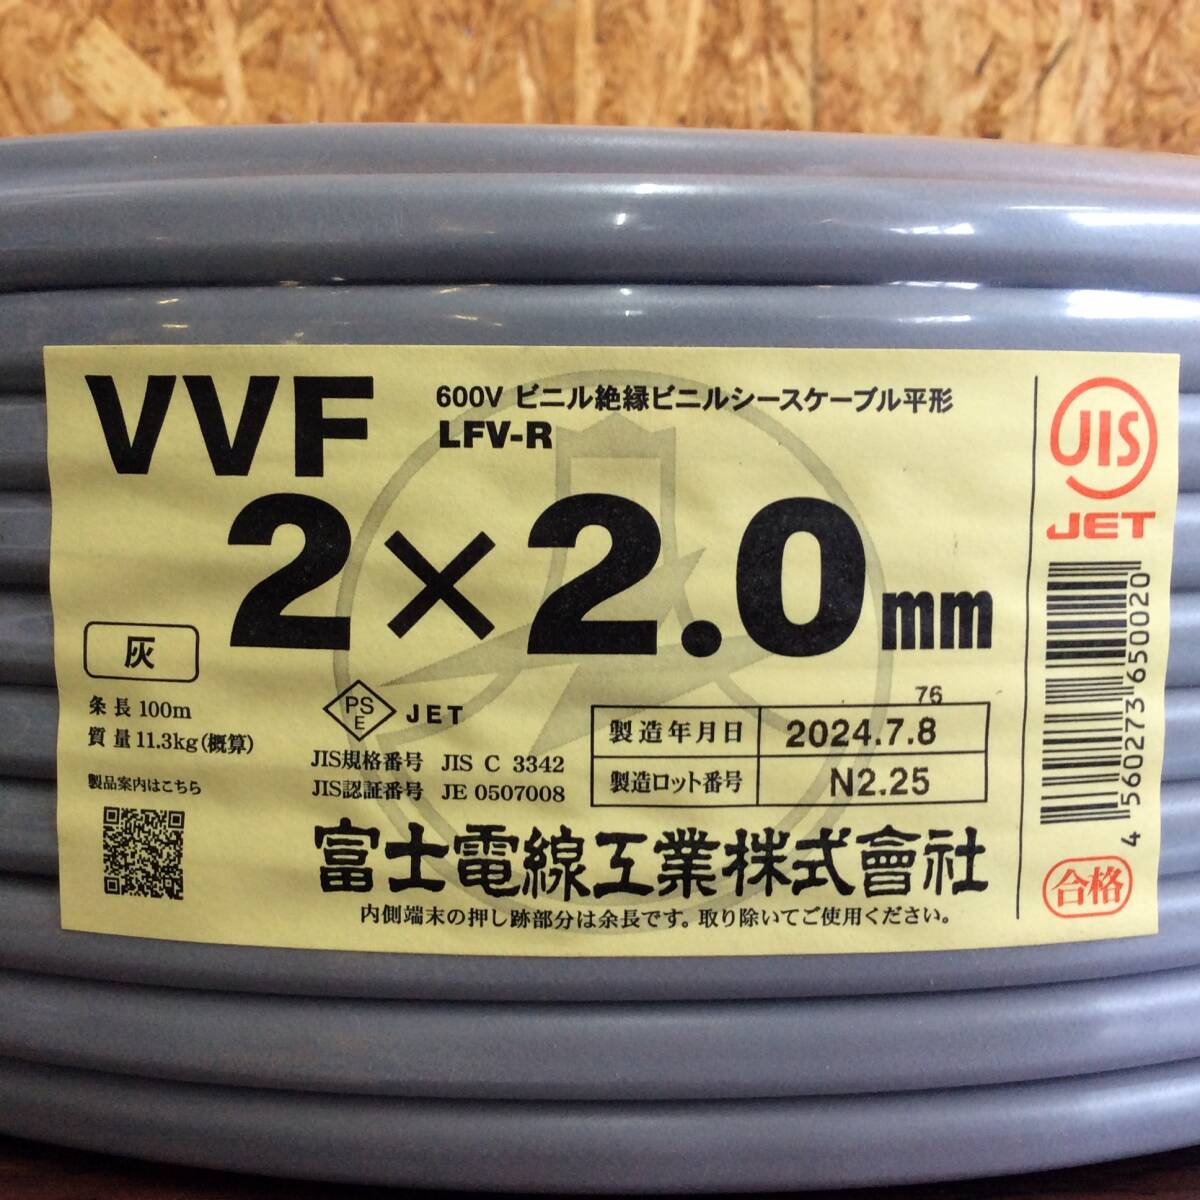 VVF
600V ビニル絶縁ビニルシースケーブル平形
LFV-R
2×2.0mm
灰
条長 100m
質量 11.3kg(概算)
製品案内はこちら
PSE JET
JIS規格番号 JIS C 3342
JIS認証番号 JE 0507008
76
製造年月日 2024.7.8
製造ロット番号 N2.25
富士電線工業株式會社
内側端末の押し跡部分は余長です。取り除いてご使用ください。
JIS
JET
4560273650020
合格